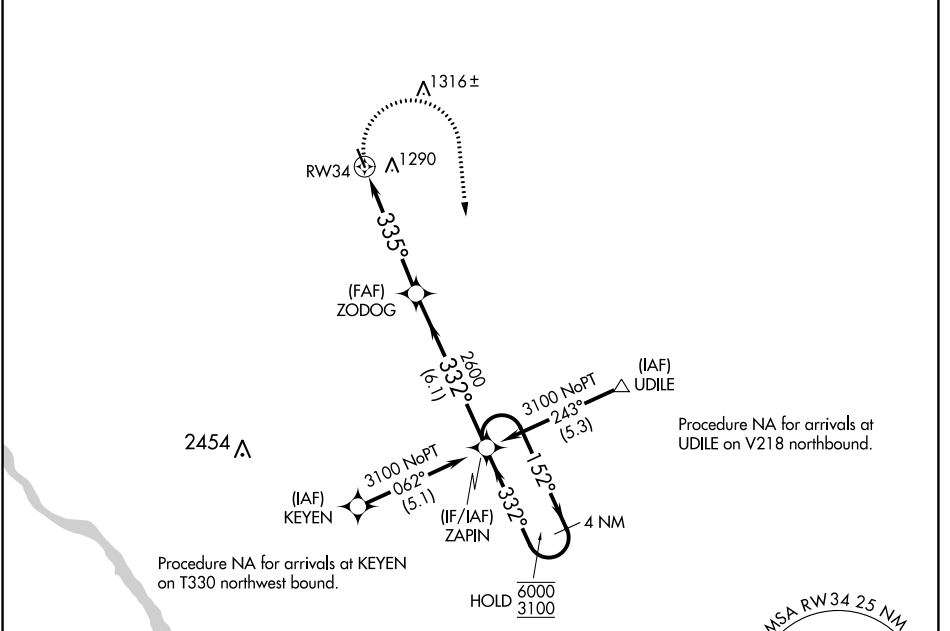 1316±
1290
RW34
335°
(FAF)
ZODOG
2600
332°
(6.1)
(IAF)
UDILE
3100 NoPT
243°
(5.3)
Procedure NA for arrivals at
UDILE on V218 northbound.
2454
3100 NoPT
062°
(5.1)
152°
(IAF)
KEYEN
(IF/IAF)
ZAPIN
332°
4 NM
Procedure NA for arrivals at KEYEN
on T330 northwest bound.
HOLD 6000
3100
MSA RW34 25 NM